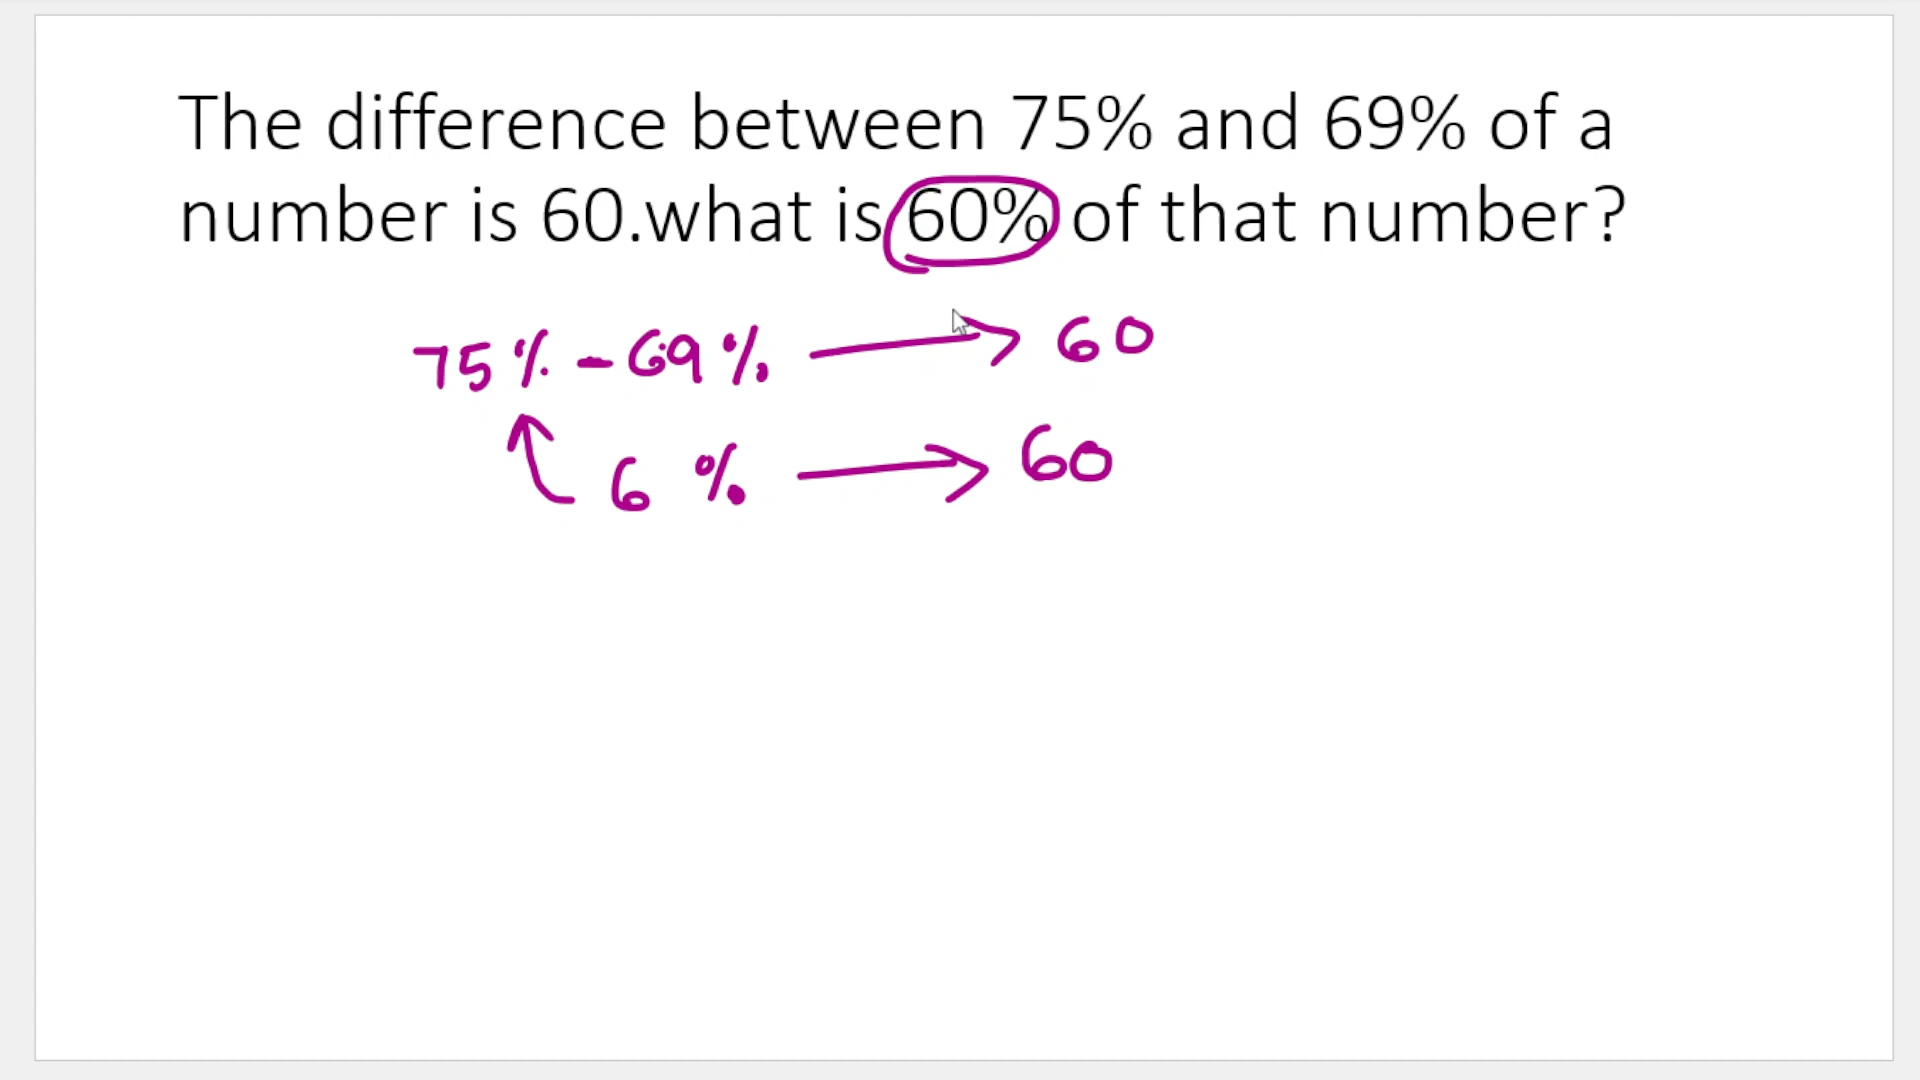 The difference between 75% and 69% of a
number is 60.what is 60% of that number?
75% - 69% → 60
6 % → 60